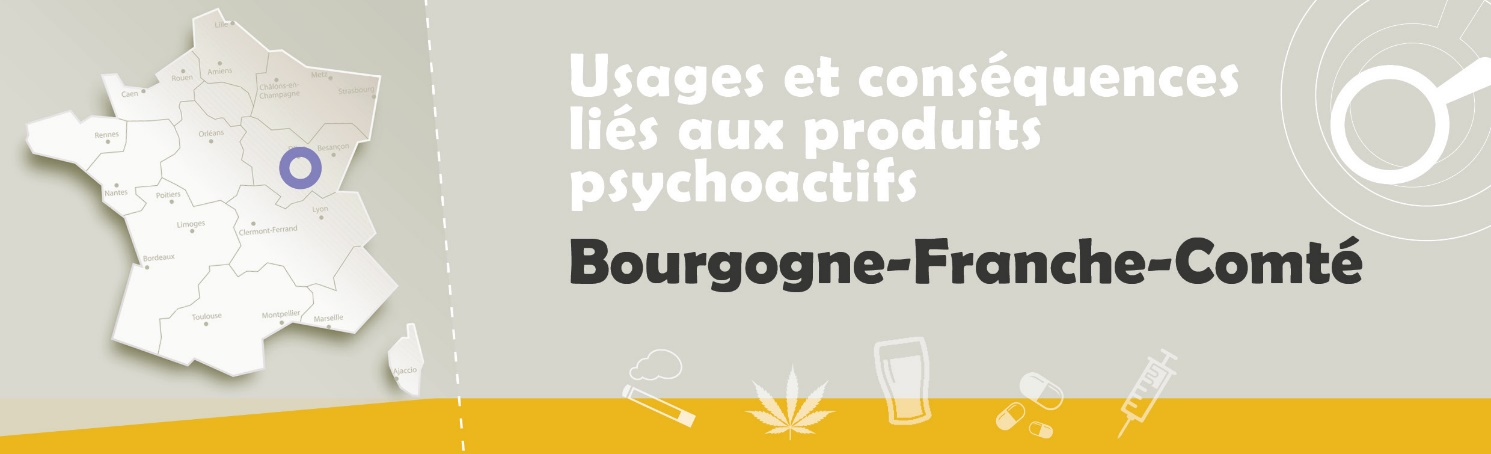 Lille
Rouen
Amiens
Caen
Châlons-en-
Champagne
Metz
Strasbourg
Rennes
Orléans
Besançon
Nantes
Poitiers
Limoges
Lyon
Clermont-Ferrand
Bordeaux
Toulouse
Montpellier
Marseille
Ajaccio
Usages et conséquences
liés aux produits
psychoactifs
Bourgogne-Franche-Comté